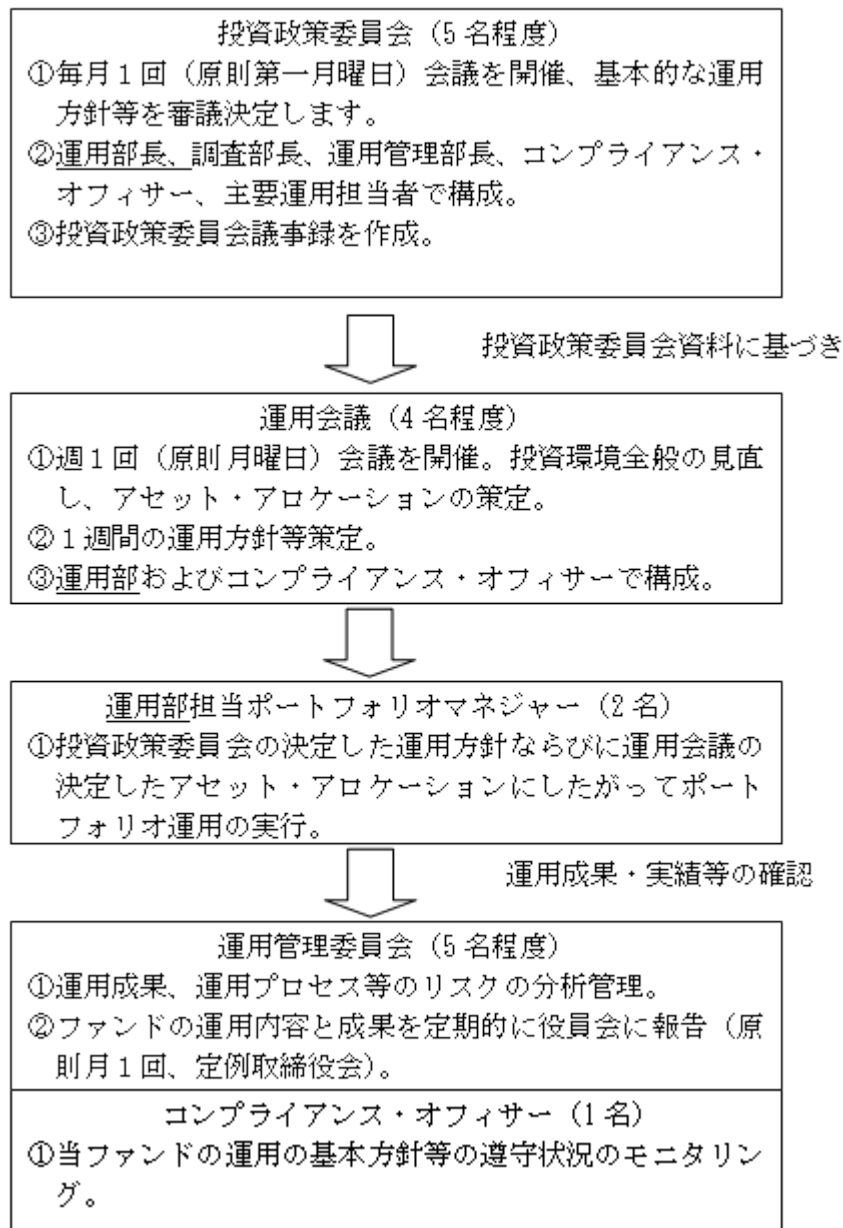 投資政策委員会（5名程度）
①毎月1回（原則第一月曜日）会議を開催、基本的な運用
方針等を審議決定します。
②運用部長、調査部長、運用管理部長、コンプライアンス・
オフィサー、主要運用担当者で構成。
③投資政策委員会議事録を作成。
投資政策委員会資料に基づき
運用会議（4名程度）
①週1回（原則月曜日）会議を開催。投資環境全般の見直
し、アセット・アロケーションの策定。
②1週間の運用方針等策定。
③運用部およびコンプライアンス・オフィサーで構成。
運用部担当ポートフォリオマネジャー（2名）
①投資政策委員会の決定した運用方針ならびに運用会議の
決定したアセット・アロケーションにしたがってポート
フォリオ運用の実行。
運用成果・実績等の確認
運用管理委員会（5名程度）
①運用成果、運用プロセス等のリスクの分析管理。
②ファンドの運用内容と成果を定期的に役員会に報告（原
則月1回、定例取締役会）。
コンプライアンス・オフィサー（1名）
①当ファンドの運用の基本方針等の遵守状況のモニタリン
グ。